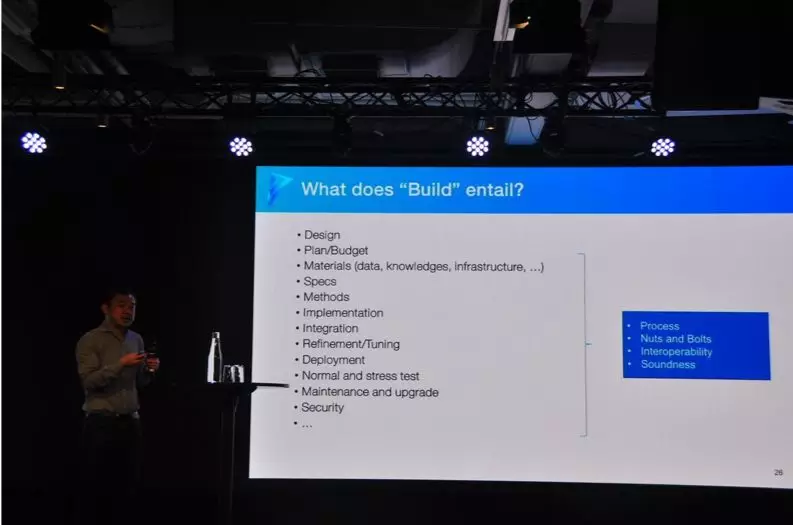 What does “Build” entail?
• Design
• Plan/Budget
• Materials (data, knowledges, infrastructure, …)
• Specs
• Methods
• Implementation
• Integration
• Refinement/Tuning
• Deployment
• Normal and stress test
• Maintenance and upgrade
• Security
• …
• Process
• Nuts and Bolts
• Interoperability
• Soundness
26